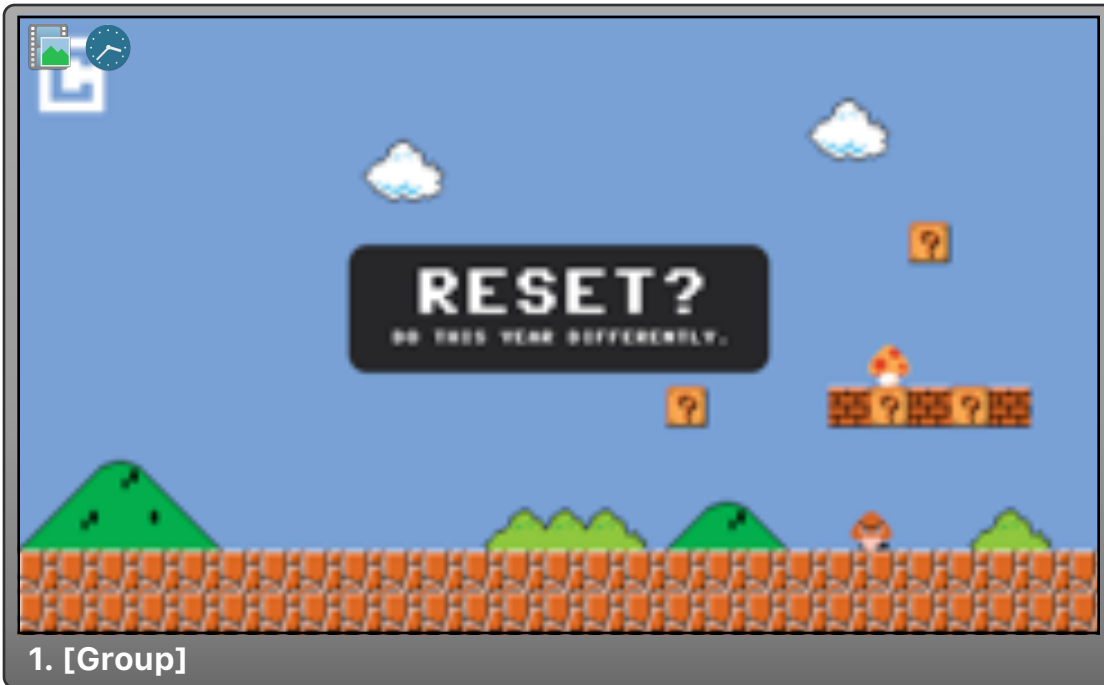 RESET?
DO THIS YEAR DIFFERENTLY.
?
?
? ?
1. [Group]